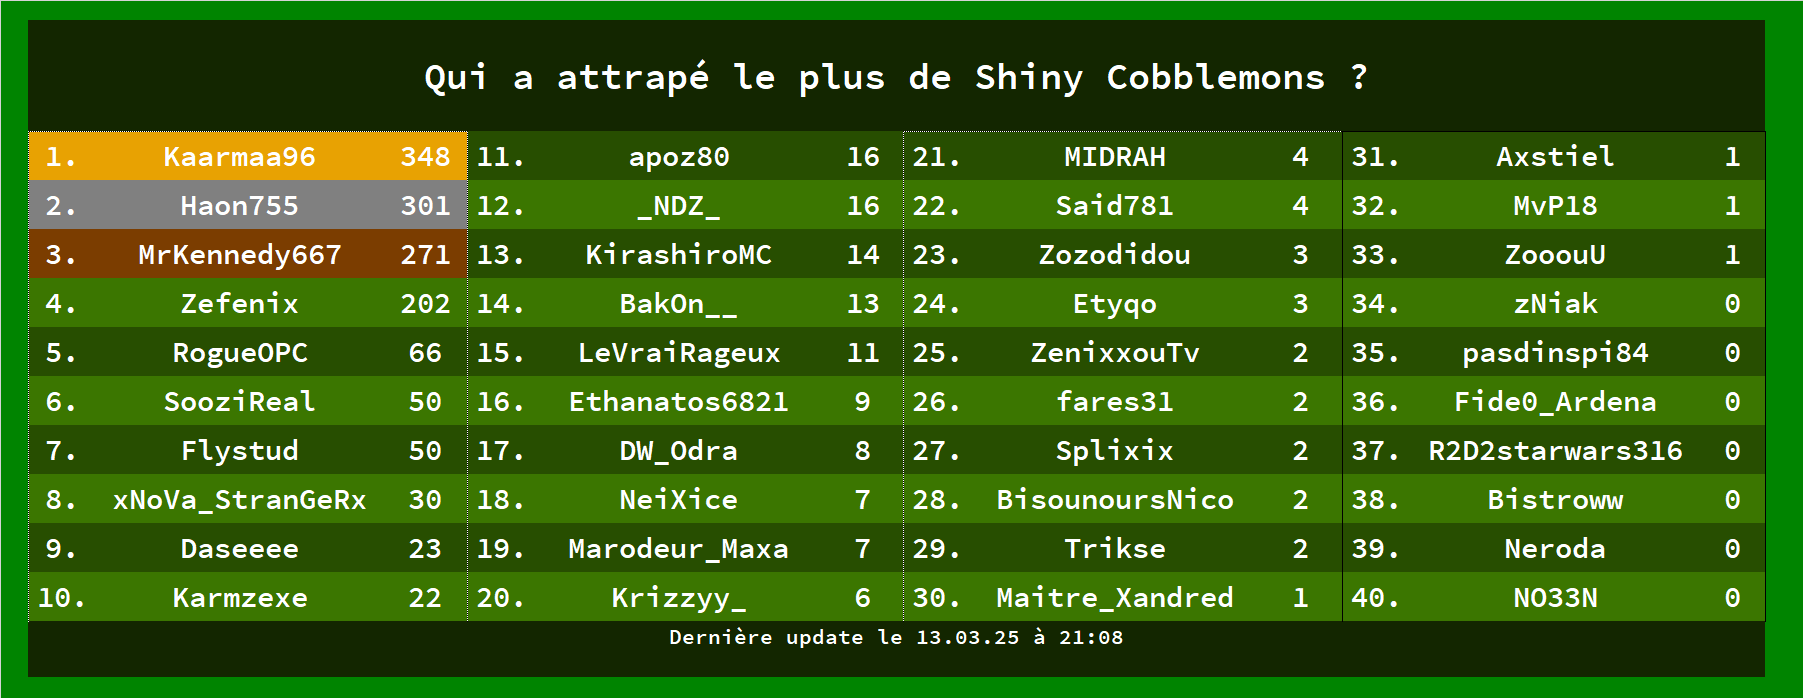 Qui a attrapé le plus de Shiny Cobblemons ?
1. Kaarmaa96 348 11. apoz80 16 21. MIDRAH 4 31. Axstiel 1
2. Haon755 301 12. _NDZ_ 16 22. Said781 4 32. MvP18 1
3. MrKennedy667 271 13. KirashiroMC 14 23. Zozodidou 3 33. ZooouU 1
4. Zefenix 202 14. BakOn__ 13 24. Etyqo 3 34. zNiak 0
5. RogueOPC 66 15. LeVraiRageux 11 25. ZenixxouTv 2 35. pasdinspi84 0
6. SooziReal 50 16. Ethanatos6821 9 26. fares31 2 36. Fide0_Ardena 0
7. Flystud 50 17. DW_Odra 8 27. Splixix 2 37. R2D2starwars316 0
8. xNoVa_StranGeRx 30 18. NeiXice 7 28. BisounoursNico 2 38. Bistroww 0
9. Daseeee 23 19. Marodeur_Maxa 7 29. Trikse 2 39. Neroda 0
10. Karmzexe 22 20. Krizzyy_ 6 30. Maitre_Xandred 1 40. NO33N 0
Dernière update le 13.03.25 à 21:08